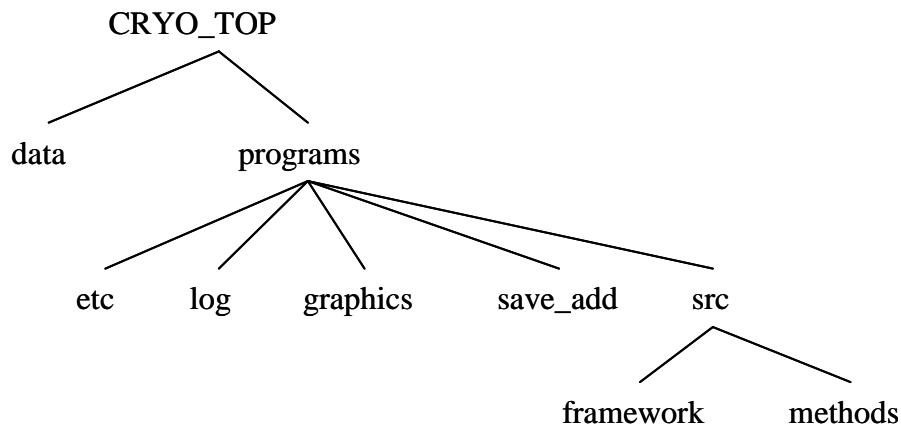 CRYO_TOP
data programs
etc log graphics save_add src
framework methods